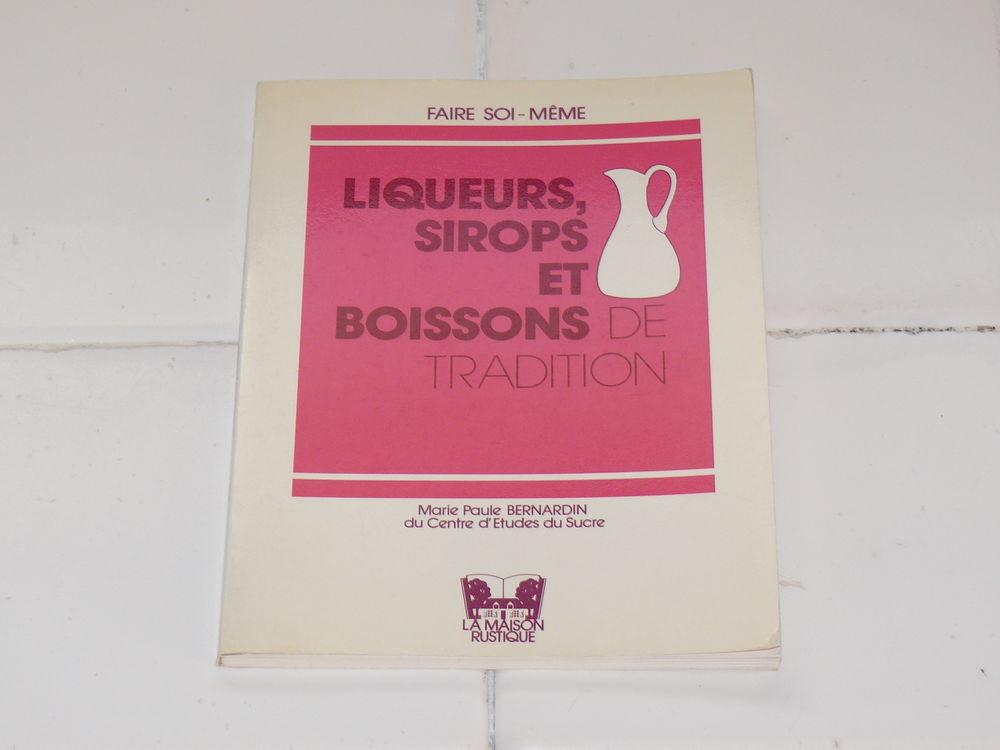 FAIRE SOI-MÊME
LIQUEURS,
SIROPS
ET
BOISSONS DE
TRADITION
Marie Paule BERNARDIN
du Centre d'Etudes du Sucre
LA MAISON
RUSTIQUE